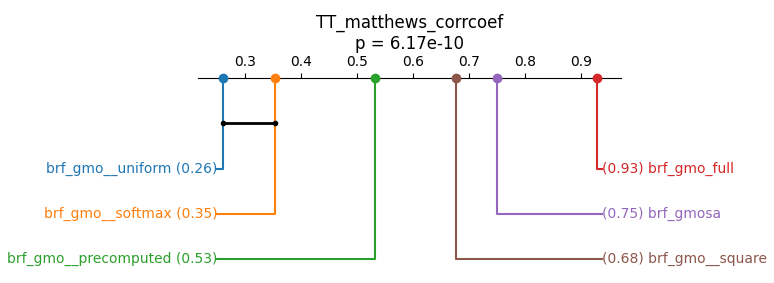 TT_matthews_corrcoef
p = 6.17e-10
0.3 0.4 0.5 0.6 0.7 0.8 0.9
brf_gmo__uniform (0.26)
(0.93) brf_gmo_full
brf_gmo__softmax (0.35)
(0.75) brf_gmosa
brf_gmo__precomputed (0.53)
(0.68) brf_gmo__square